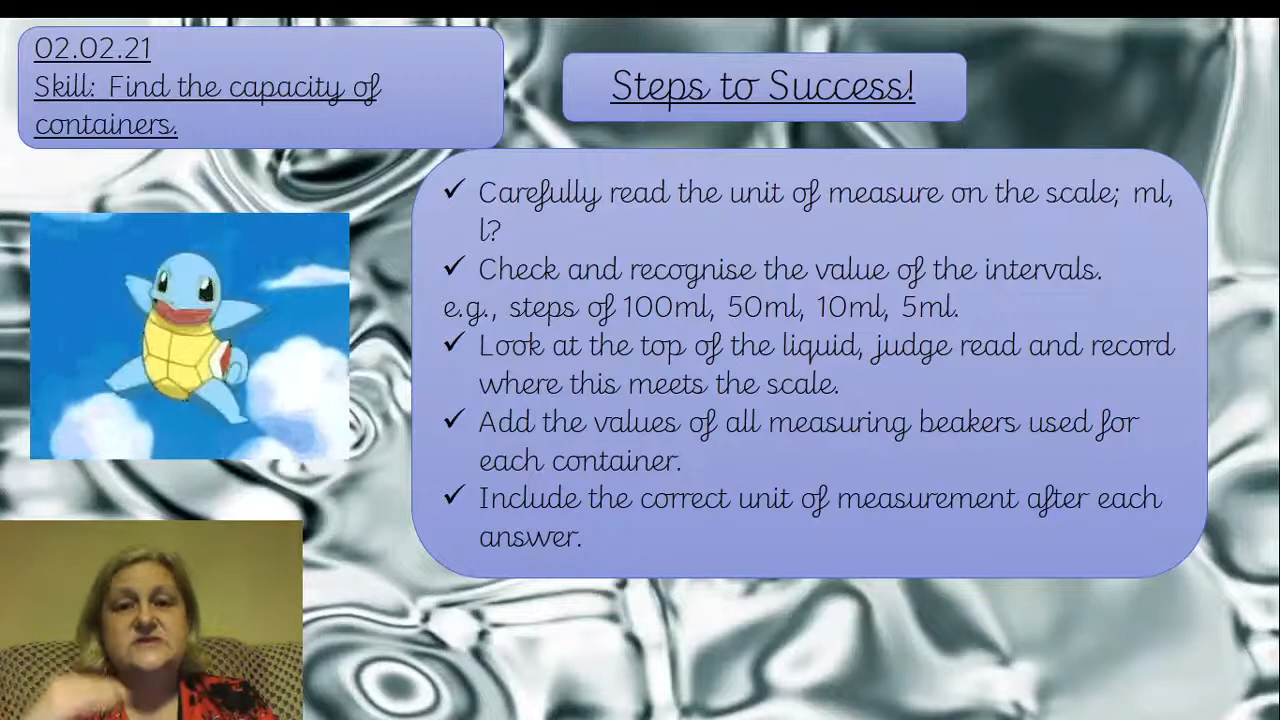 02.02.21
Skill: Find the capacity of
containers.
Steps to Success!
✓ Carefully read the unit of measure on the scale; ml,
l?
✓ Check and recognise the value of the intervals.
e.g., steps of 100ml, 50ml, 10ml, 5ml.
✓ Look at the top of the liquid, judge read and record
where this meets the scale.
✓ Add the values of all measuring beakers used for
each container.
✓ Include the correct unit of measurement after each
answer.